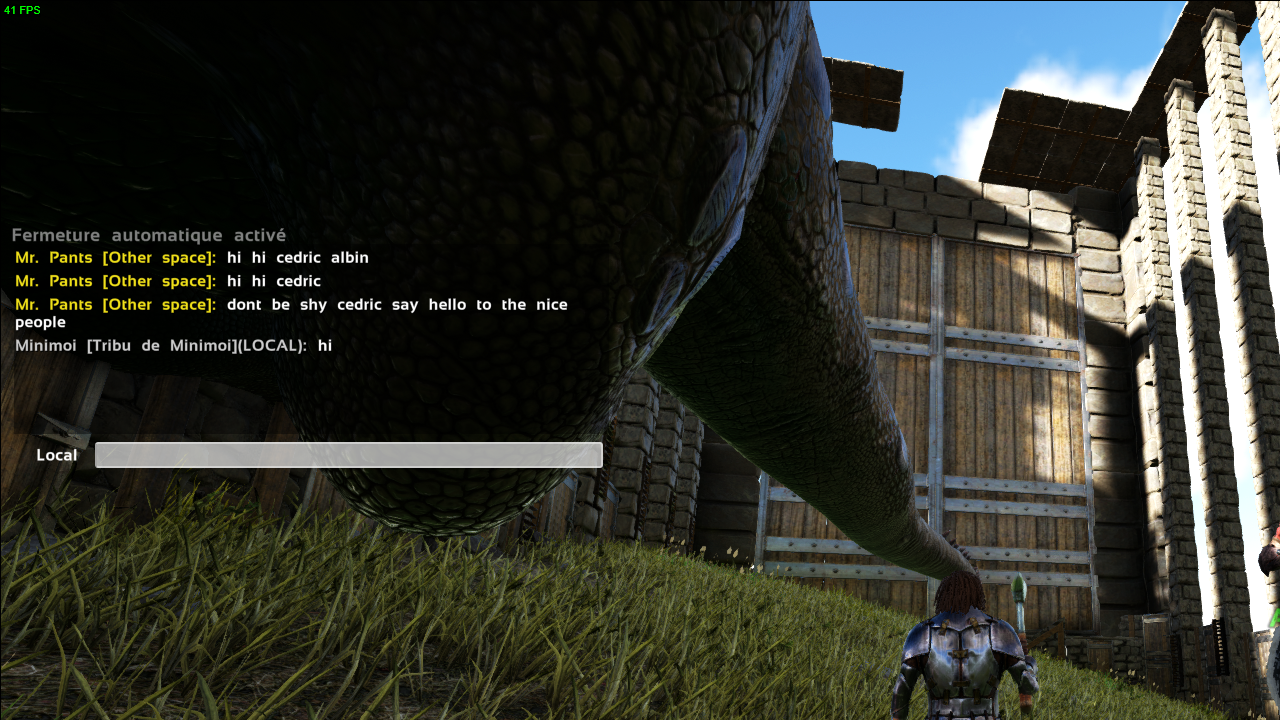 41 FPS
Fermeture automatique activé
Mr. Pants [Other space]: hi hi cedric albin
Mr. Pants [Other space]: hi hi cedric
Mr. Pants [Other space]: dont be shy cedric say hello to the nice
people
Minimoi [Tribu de Minimoi](LOCAL): hi
Local